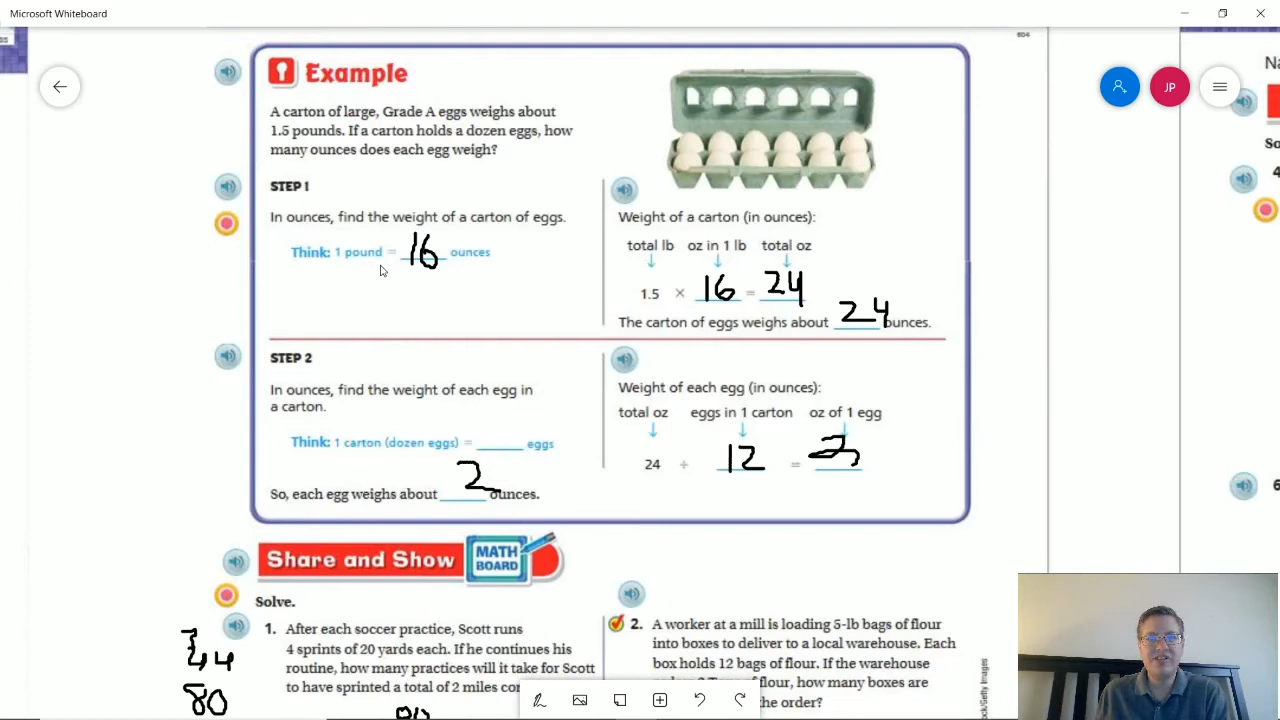 Microsoft Whiteboard
604
Example
A carton of large, Grade A eggs weighs about
1.5 pounds. If a carton holds a dozen eggs, how
many ounces does each egg weigh?
JP
STEP 1
In ounces, find the weight of a carton of eggs.
Think: 1 pound = 16 ounces
Weight of a carton (in ounces):
total lb oz in 1 lb total oz
1.5 × 16 = 24
The carton of eggs weighs about 24 ounces.
STEP 2
In ounces, find the weight of each egg in
a carton.
Think: 1 carton (dozen eggs) = ______ eggs
So, each egg weighs about 2 ounces.
Weight of each egg (in ounces):
total oz eggs in 1 carton oz of 1 egg
24 ÷ 12 = 2
Share and Show MATH BOARD
Solve.
1. After each soccer practice, Scott runs
4 sprints of 20 yards each. If he continues his
routine, how many practices will it take for Scott
to have sprinted a total of 2 miles
44
80
2. A worker at a mill is loading 5-lb bags of flour
into boxes to deliver to a local warehouse. Each
box holds 12 bags of flour. If the warehouse
flour, how many boxes are
the order?
Na
So
4
6